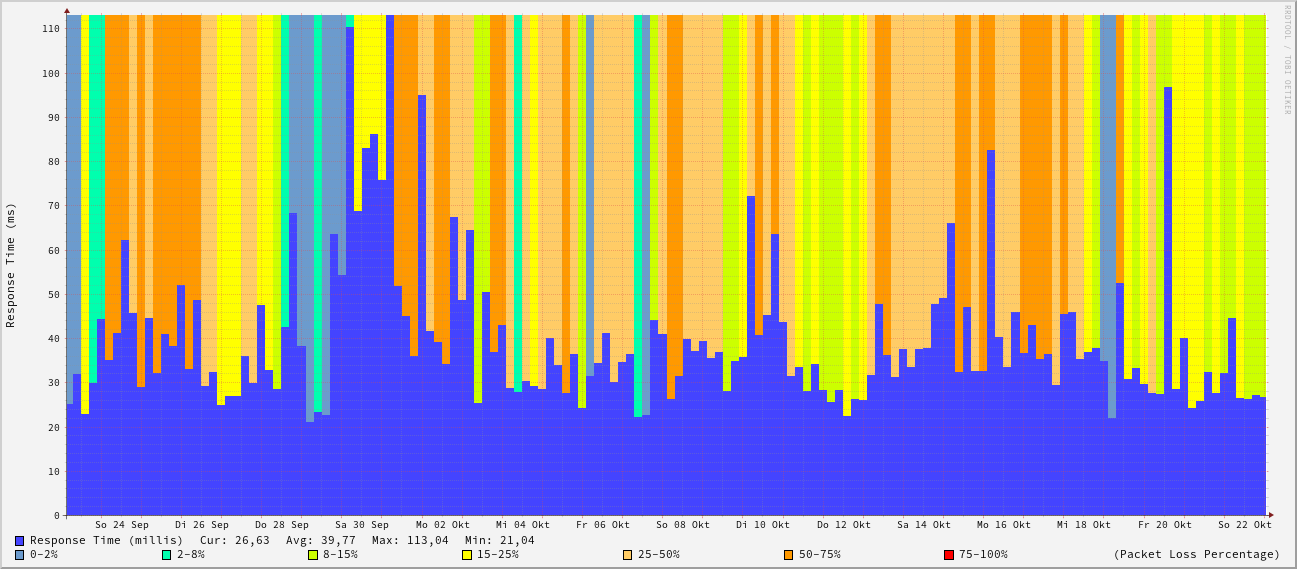 RRDTOOL / TOBI OETIKER
Response Time (ms)
110
100
90
80
70
60
50
40
30
20
10
0
So 24 Sep Di 26 Sep Do 28 Sep Sa 30 Sep Mo 02 Okt Mi 04 Okt Fr 06 Okt So 08 Okt Di 10 Okt Do 12 Okt Sa 14 Okt Mo 16 Okt Mi 18 Okt Fr 20 Okt So 22 Okt
Response Time (millis) Cur: 26,63 Avg: 39,77 Max: 113,04 Min: 21,04
0-2% 2-8% 8-15% 15-25% 25-50% 50-75% 75-100% (Packet Loss Percentage)